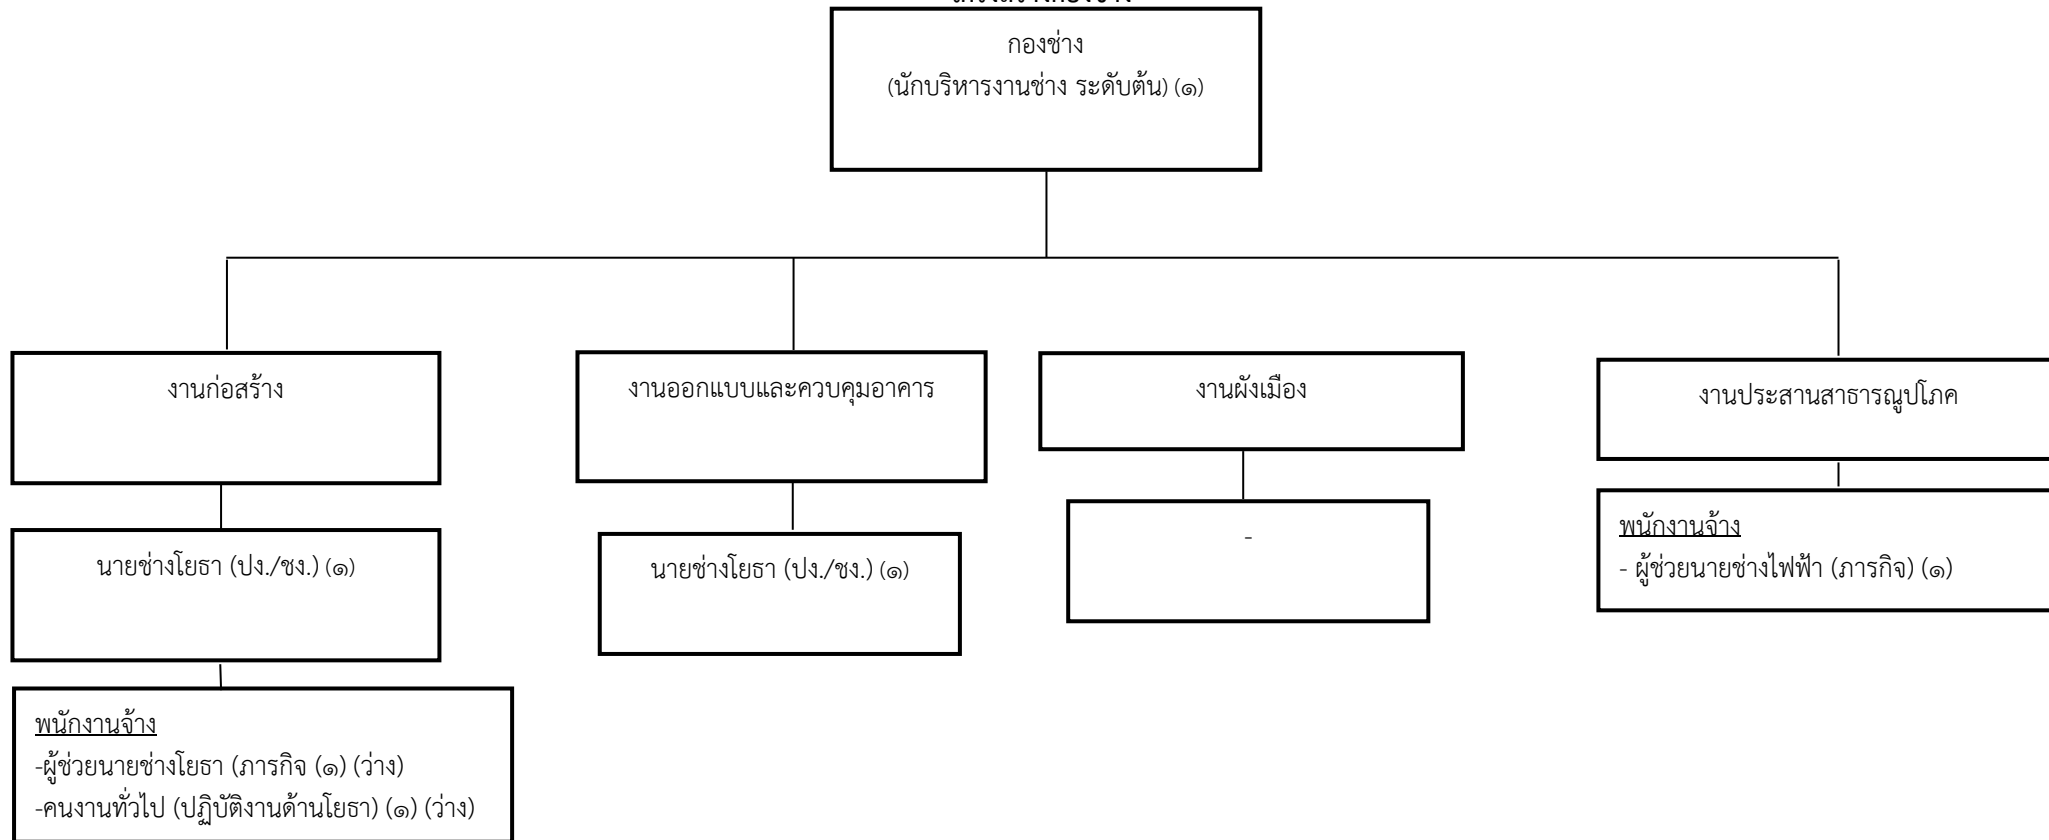 กองช่าง
(นักบริหารงานช่าง ระดับต้น) (๑)
งานก่อสร้าง
งานออกแบบและควบคุมอาคาร
งานผังเมือง
งานประสานสาธารณูปโภค
นายช่างโยธา (ปง./ชง.) (๑)
นายช่างโยธา (ปง./ชง.) (๑)
-
พนักงานจ้าง
- ผู้ช่วยนายช่างไฟฟ้า (ภารกิจ) (๑)
พนักงานจ้าง
-ผู้ช่วยนายช่างโยธา (ภารกิจ (๑) (ว่าง)
-คนงานทั่วไป (ปฏิบัติงานด้านโยธา) (๑) (ว่าง)